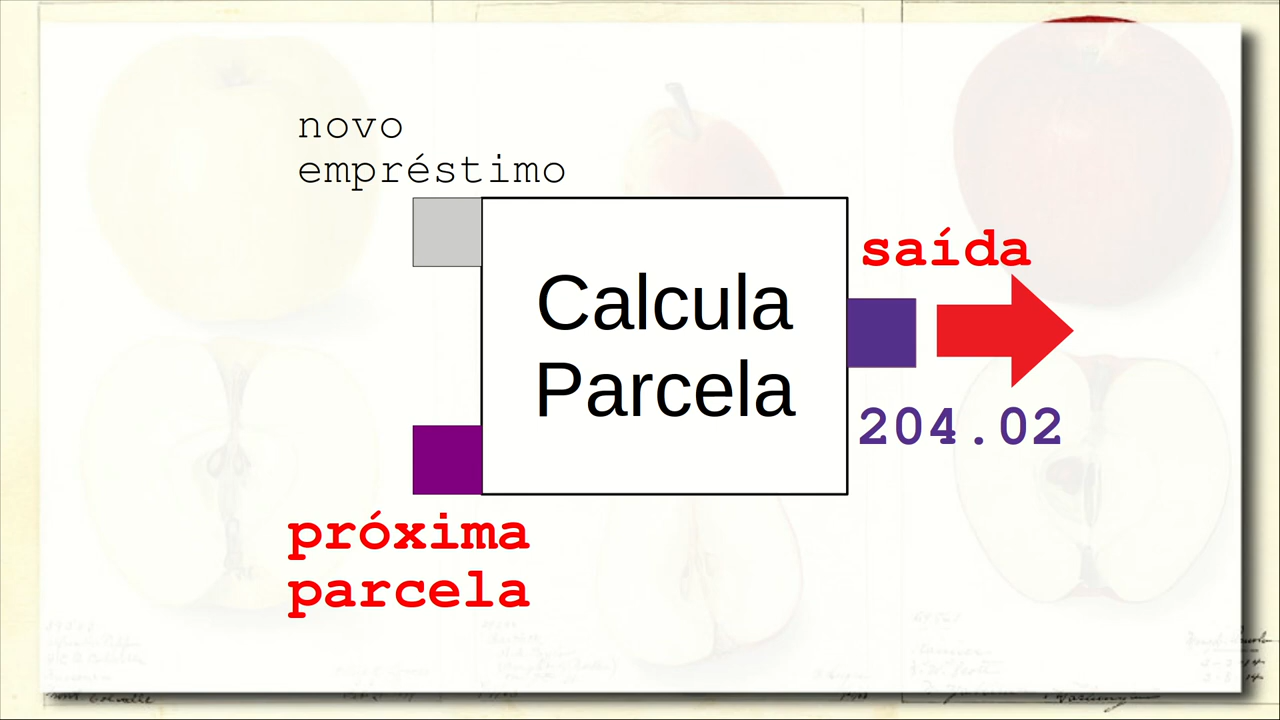 novo
empréstimo
saída
Calcula
Parcela
204.02
próxima
parcela